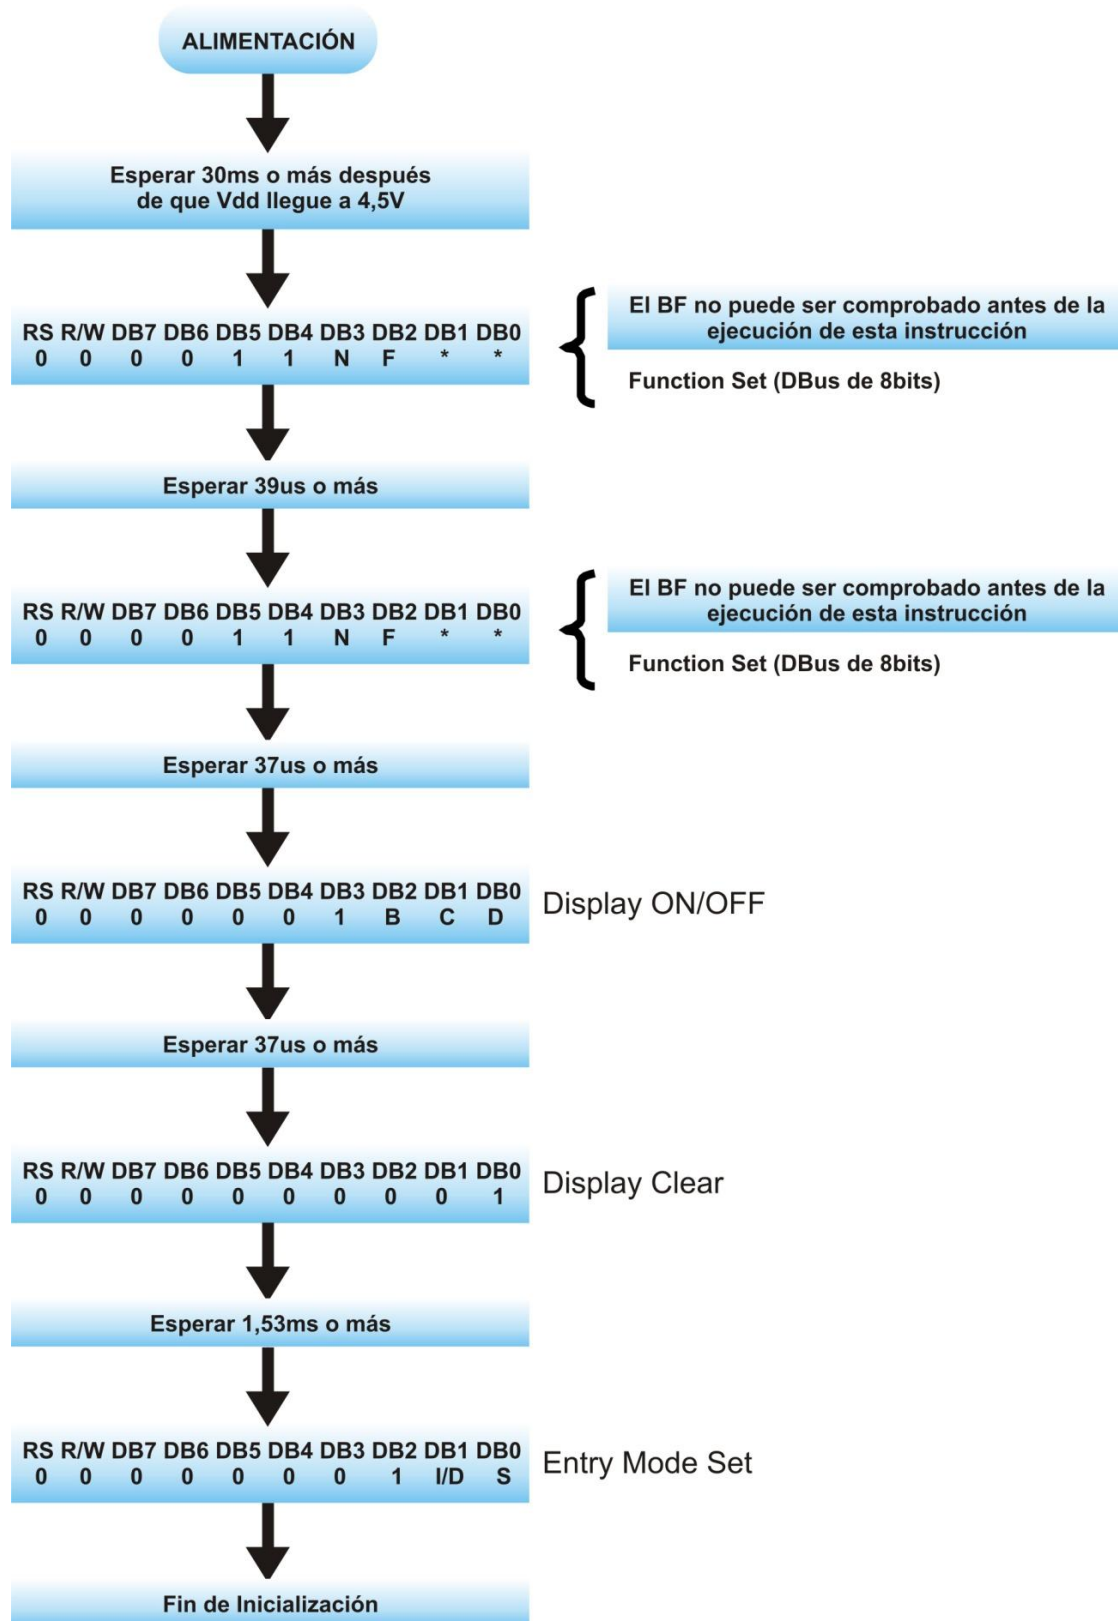 ALIMENTACIÓN
Esperar 30ms o más después
de que Vdd llegue a 4,5V
RS R/W DB7 DB6 DB5 DB4 DB3 DB2 DB1 DB0
0 0 0 0 1 1 N F * *
El BF no puede ser comprobado antes de la
ejecución de esta instrucción
Function Set (DBus de 8bits)
Esperar 39us o más
RS R/W DB7 DB6 DB5 DB4 DB3 DB2 DB1 DB0
0 0 0 0 1 1 N F * *
El BF no puede ser comprobado antes de la
ejecución de esta instrucción
Function Set (DBus de 8bits)
Esperar 37us o más
RS R/W DB7 DB6 DB5 DB4 DB3 DB2 DB1 DB0
0 0 0 0 0 0 1 B C D
Display ON/OFF
Esperar 37us o más
RS R/W DB7 DB6 DB5 DB4 DB3 DB2 DB1 DB0
0 0 0 0 0 0 0 0 0 1
Display Clear
Esperar 1,53ms o más
RS R/W DB7 DB6 DB5 DB4 DB3 DB2 DB1 DB0
0 0 0 0 0 0 0 1 I/D S
Entry Mode Set
Fin de Inicialización